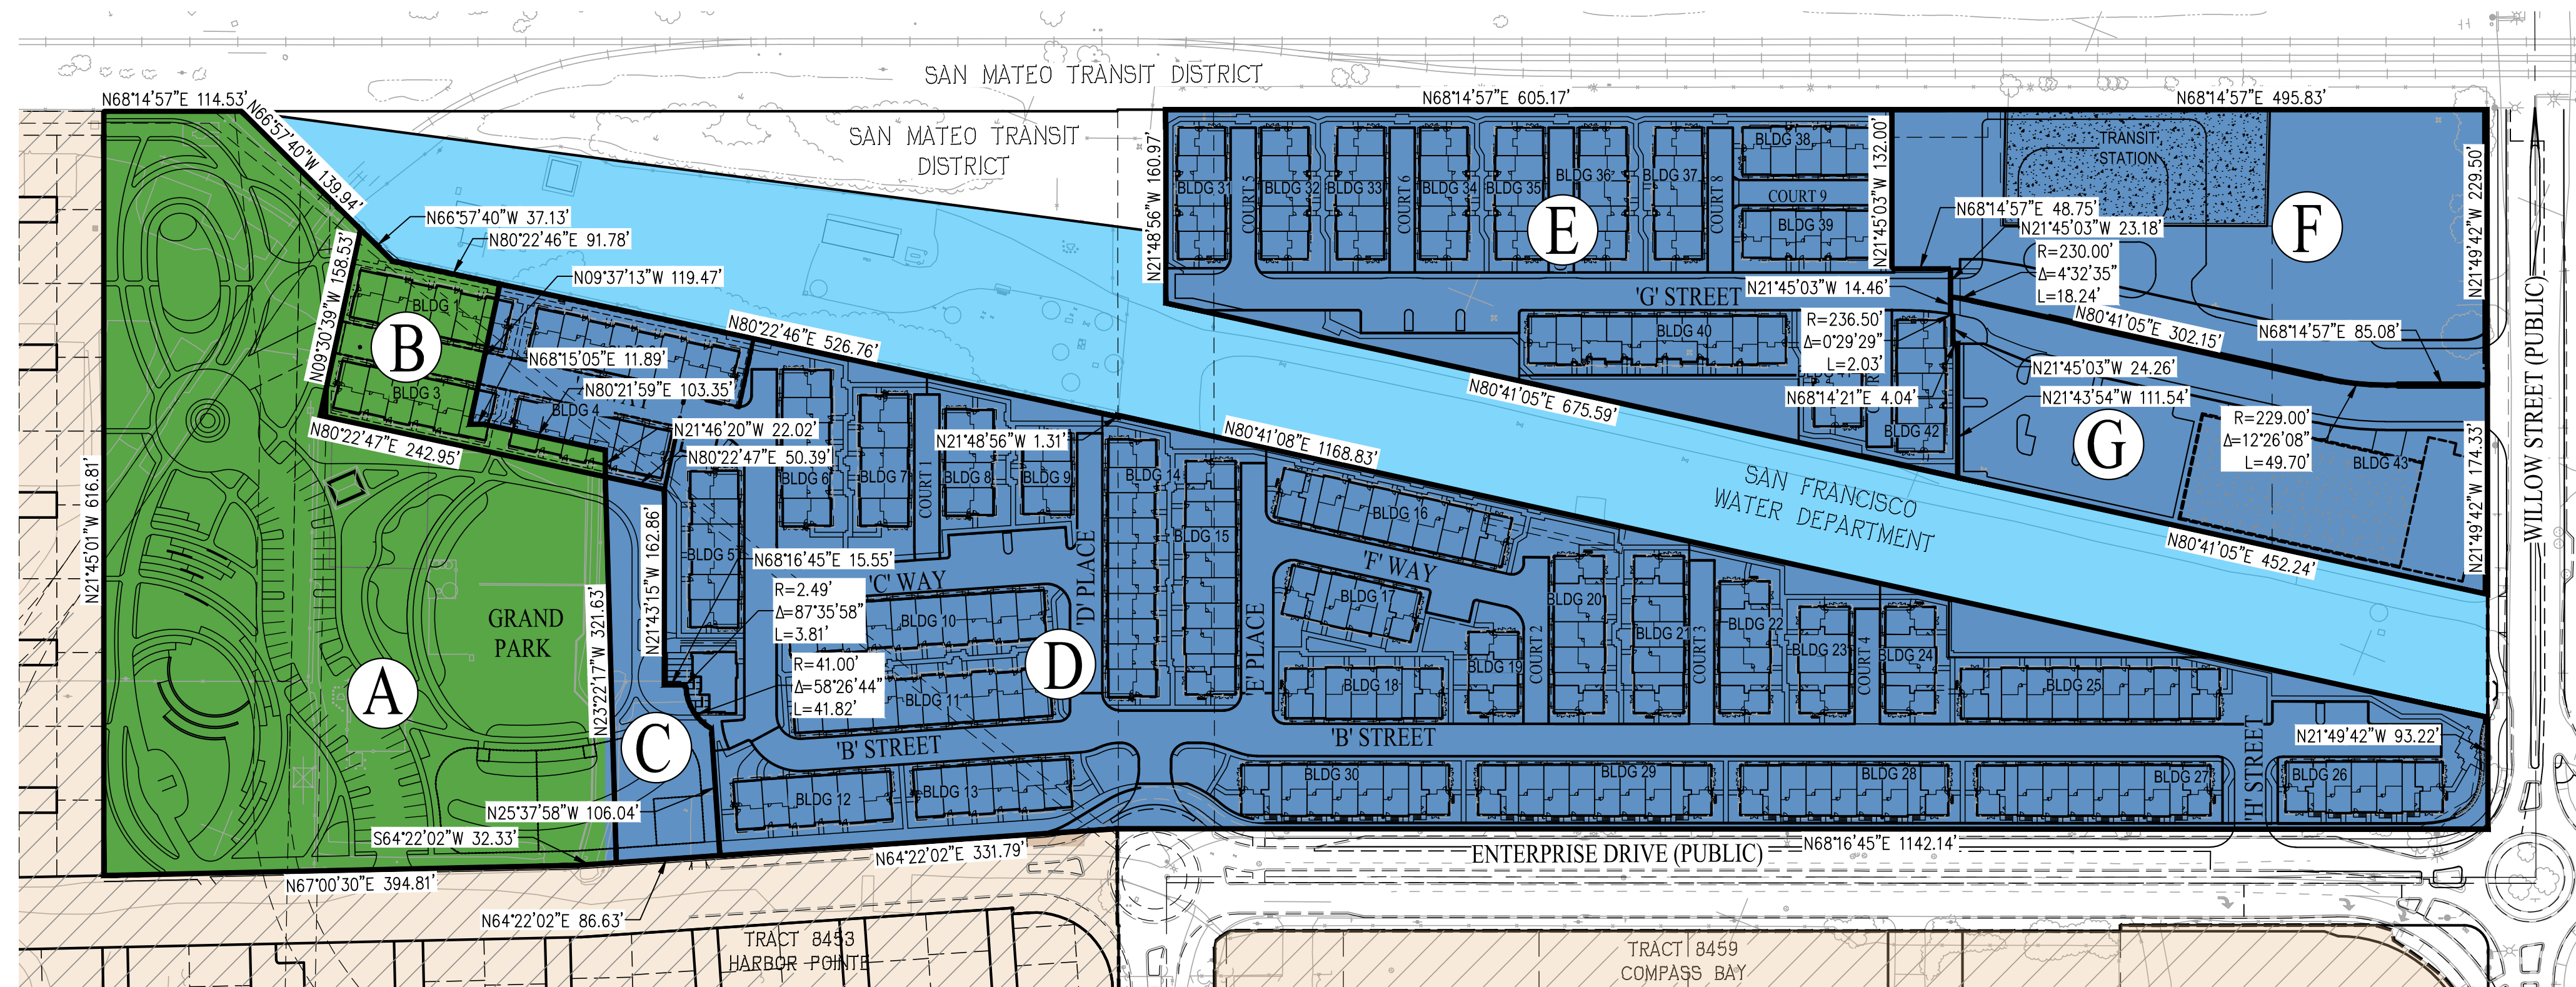 SAN MATEO TRANSIT DISTRICT
N68°14'57"E 114.53'
N66°57'40"W 139.94'
N68°14'57"E 605.17'
N68°14'57"E 495.83'
SAN MATEO TRANSIT
DISTRICT
N21°48'56"W 160.97'
BLDG 31
COURT 5
BLDG 32
BLDG 33
COURT 6
BLDG 34
BLDG 35
BLDG 36
BLDG 37
COURT 8
BLDG 38
COURT 9
BLDG 39
E
N21°45'03"W 132.00'
TRANSIT
STATION
F
N21°49'42"W 229.50'
N68°14'57"E 48.75'
N21°45'03"W 23.18'
R=230.00'
Δ=4°32'35"
L=18.24'
N66°57'40"W 37.13'
N80°22'46"E 91.78'
N09°37'13"W 119.47'
N09°30'39"W 158.53'
BLDG 1
B
BLDG 3
N68°15'05"E 11.89'
N80°21'59"E 103.35'
BLDG 4
WAY
N80°22'46"E 526.76'
'G' STREET
N21°45'03"W 14.46'
BLDG 40
R=236.50'
Δ=0°29'29"
L=2.03'
N80°41'05"E 302.15'
N68°14'57"E 85.08'
N21°45'03"W 24.26'
N68°14'21"E 4.04'
N21°43'54"W 111.54'
BLDG 42
G
R=229.00'
Δ=12°26'08"
L=49.70'
BLDG 43
N21°49'42"W 174.33'
WILLOW STREET (PUBLIC)
N80°22'47"E 242.95'
N21°46'20"W 22.02'
N80°22'47"E 50.39'
N21°48'56"W 1.31'
N80°41'08"E 1168.83'
N80°41'05"E 675.59'
SAN FRANCISCO
WATER DEPARTMENT
N80°41'05"E 452.24'
N21°45'01"W 616.81'
BLDG 5
BLDG 6
BLDG 7
COURT 1
BLDG 8
BLDG 9
BLDG 14
BLDG 15
BLDG 16
'D' PLACE
'E' PLACE
'C' WAY
'F' WAY
N21°43'15"W 162.86'
N68°16'45"E 15.55'
R=2.49'
Δ=87°35'58"
L=3.81'
R=41.00'
Δ=58°26'44"
L=41.82'
GRAND
PARK
A
N23°22'17"W 321.63'
C
BLDG 10
BLDG 11
D
BLDG 17
BLDG 18
BLDG 19
COURT 2
BLDG 20
BLDG 21
COURT 3
BLDG 22
BLDG 23
COURT 4
BLDG 24
BLDG 25
'B' STREET
'B' STREET
'H' STREET
N21°49'42"W 93.22'
BLDG 12
BLDG 13
BLDG 30
BLDG 29
BLDG 28
BLDG 27
BLDG 26
N25°37'58"W 106.04'
S64°22'02"W 32.33'
N67°00'30"E 394.81'
N64°22'02"E 86.63'
N64°22'02"E 331.79'
ENTERPRISE DRIVE (PUBLIC)
N68°16'45"E 1142.14'
TRACT 8453
HARBOR POINTE
TRACT 8459
COMPASS BAY